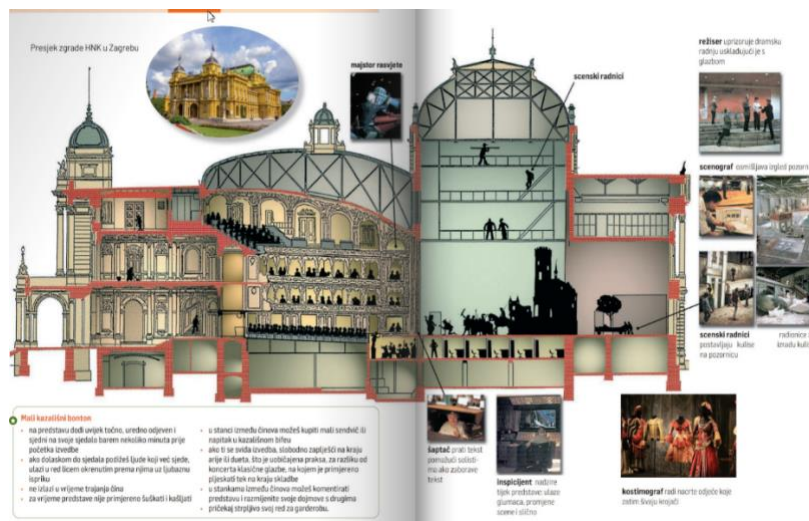 Presjek zgrade HNK u Zagrebu
majstor rasvjete
scenski radnici
režiser uprizoruje dramsku
radnju usklađujući je s
glazbom
scenograf osmišljava izgled pozorn
scenski radnici
postavljaju kulise
na pozornicu
radionice
izradu kuli
Mali kazališni bonton
• na predstavu dođi uvijek točno, uredno odjeven i
sjedni na svoje sjedalo barem nekoliko minuta prije
početka izvedbe
• ako dolaskom do sjedala podižeš ljude koji već sjede,
ulazi u red licem okrenutim prema njima uz ljubaznu
ispriku
• ne izlazi u vrijeme trajanja čina
• za vrijeme predstave nije primjereno šuškati i kašljati
• u stanci između činova možeš kupiti mali sendvič ili
napitak u kazališnom bifeu
• ako ti se sviđa izvedba, slobodno zaplješći na kraju
arije ili dueta. što je uobičajena praksa, za razliku od
koncerta klasične glazbe, na kojem je primjereno
pljeskati tek na kraju skladbe
• u stankama između činova možeš komentirati
predstavu i razmijenite svoje dojmove s drugima
• pričekaj strpljivo svoj red za garderobu.
šaptač prati tekst
ponuđujući solisti-
ma ako zaborave
tekst
inspicijent nadzire
tijek predstave: ulaze
glumaca, promjene
scene i slično
kostimograf radi nacrte odjeće koje
zatim šivaju krojači